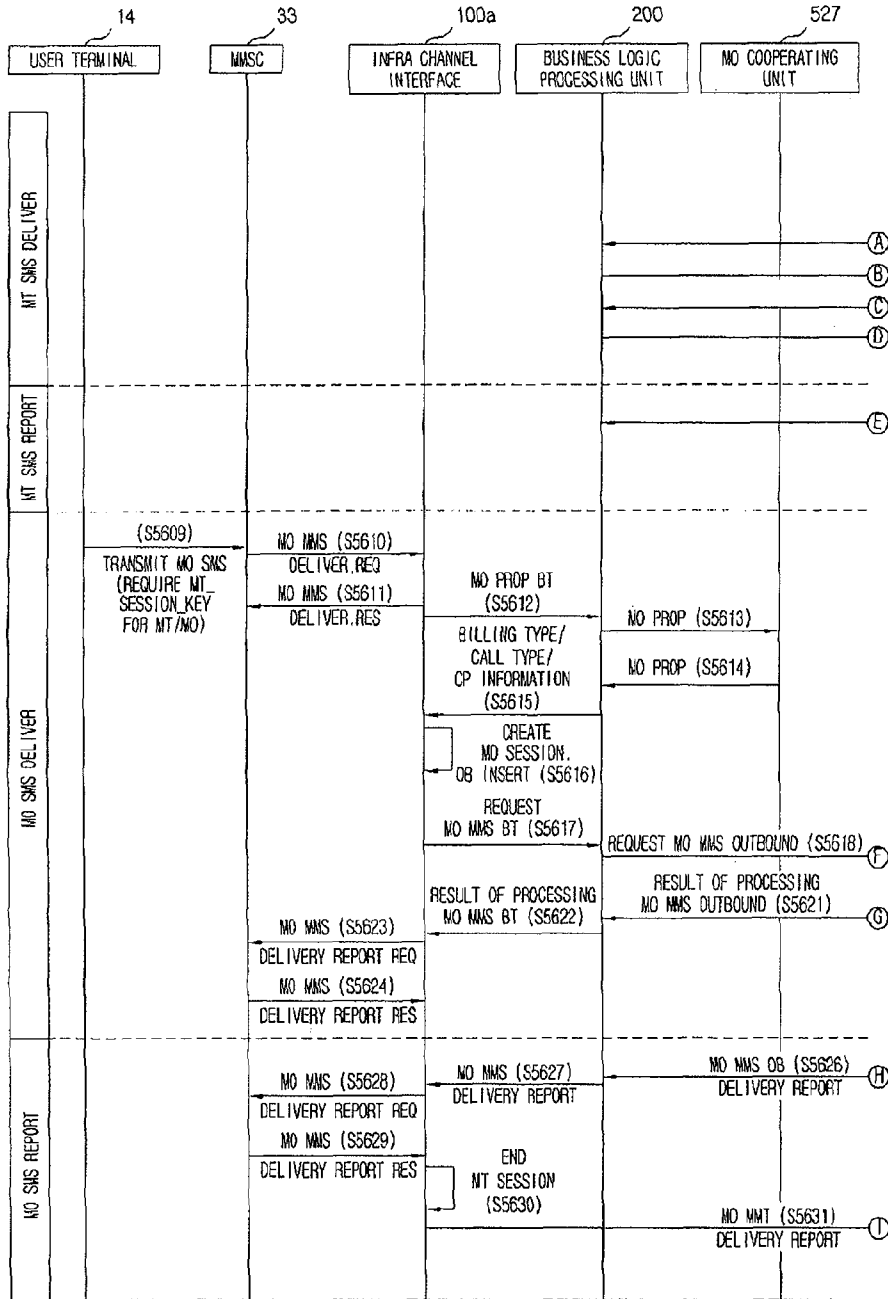 14
33
100a
200
527
USER TERMINAL
MMSC
INFRA CHANNEL
INTERFACE
BUSINESS LOGIC
PROCESSING UNIT
MO COOPERATING
UNIT
MT SMS DELIVER
A
B
C
D
MT SMS REPORT
E
MO SMS DELIVER
(S5609)
TRANSMIT MO SMS
(REQUIRE MT_
SESSION_KEY
FOR MT/MO)
MO MMS (S5610)
DELIVER.REQ
MO MMS (S5611)
DELIVER.RES
MO PROP BT
(S5612)
MO PROP (S5613)
MO PROP (S5614)
BILLING TYPE/
CALL TYPE/
CP INFORMATION
(S5615)
CREATE
MO SESSION.
OB INSERT (S5616)
REQUEST
MO MMS BT (S5617)
REQUEST MO MMS OUTBOUND (S5618)
F
RESULT OF PROCESSING
MO MMS OUTBOUND (S5621)
G
RESULT OF PROCESSING
MO MMS BT (S5622)
MO MMS (S5623)
DELIVERY REPORT REQ
MO MMS (S5624)
DELIVERY REPORT RES
MO SMS REPORT
MO MMS OB (S5626)
DELIVERY REPORT
H
MO MMS (S5627)
DELIVERY REPORT
MO MMS (S5628)
DELIVERY REPORT REQ
MO MMS (S5629)
DELIVERY REPORT RES
END
MT SESSION
(S5630)
MO MMT (S5631)
DELIVERY REPORT
I